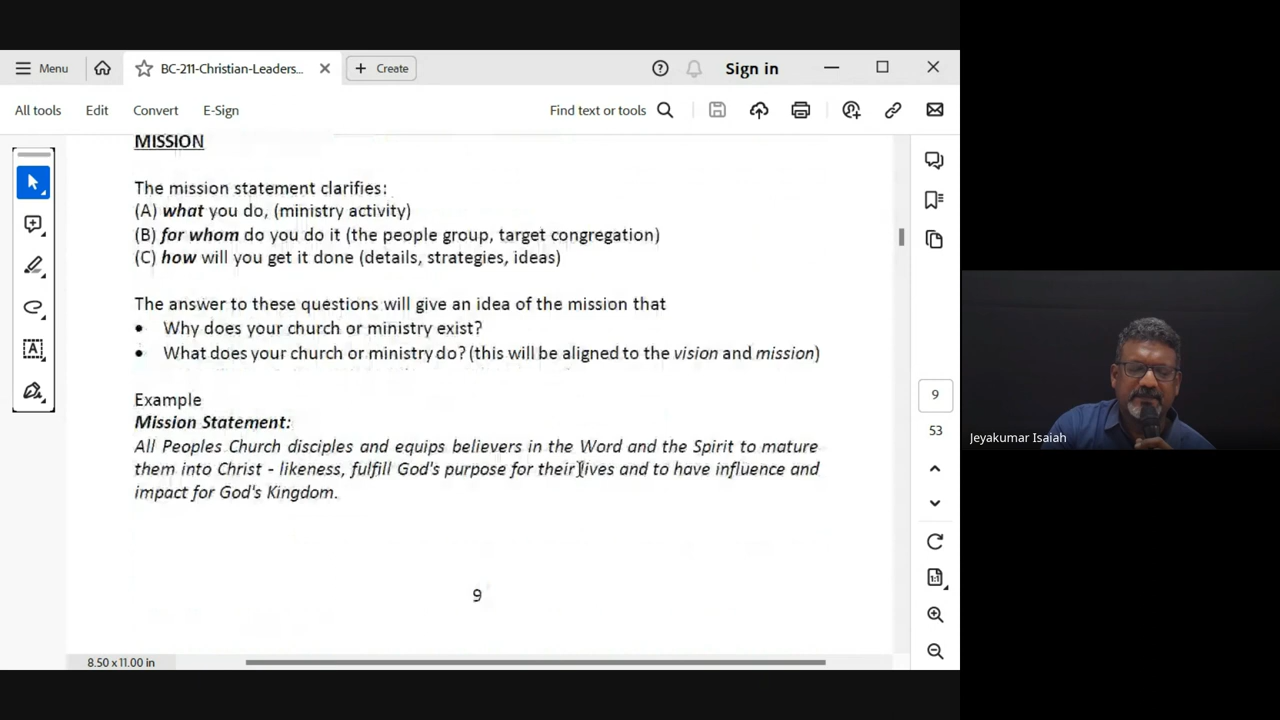 Menu
BC-211-Christian-Leaders...
Create
Sign in
All tools
Edit
Convert
E-Sign
Find text or tools
MISSION
The mission statement clarifies:
(A) what you do, (ministry activity)
(B) for whom do you do it (the people group, target congregation)
(C) how will you get it done (details, strategies, ideas)
The answer to these questions will give an idea of the mission that
• Why does your church or ministry exist?
• What does your church or ministry do? (this will be aligned to the vision and mission)
Example
Mission Statement:
All Peoples Church disciples and equips believers in the Word and the Spirit to mature
them into Christ - likeness, fulfill God's purpose for their lives and to have influence and
impact for God's Kingdom.
9
8.50 x 11.00 in
9
53
1:1
Jeyakumar Isaiah